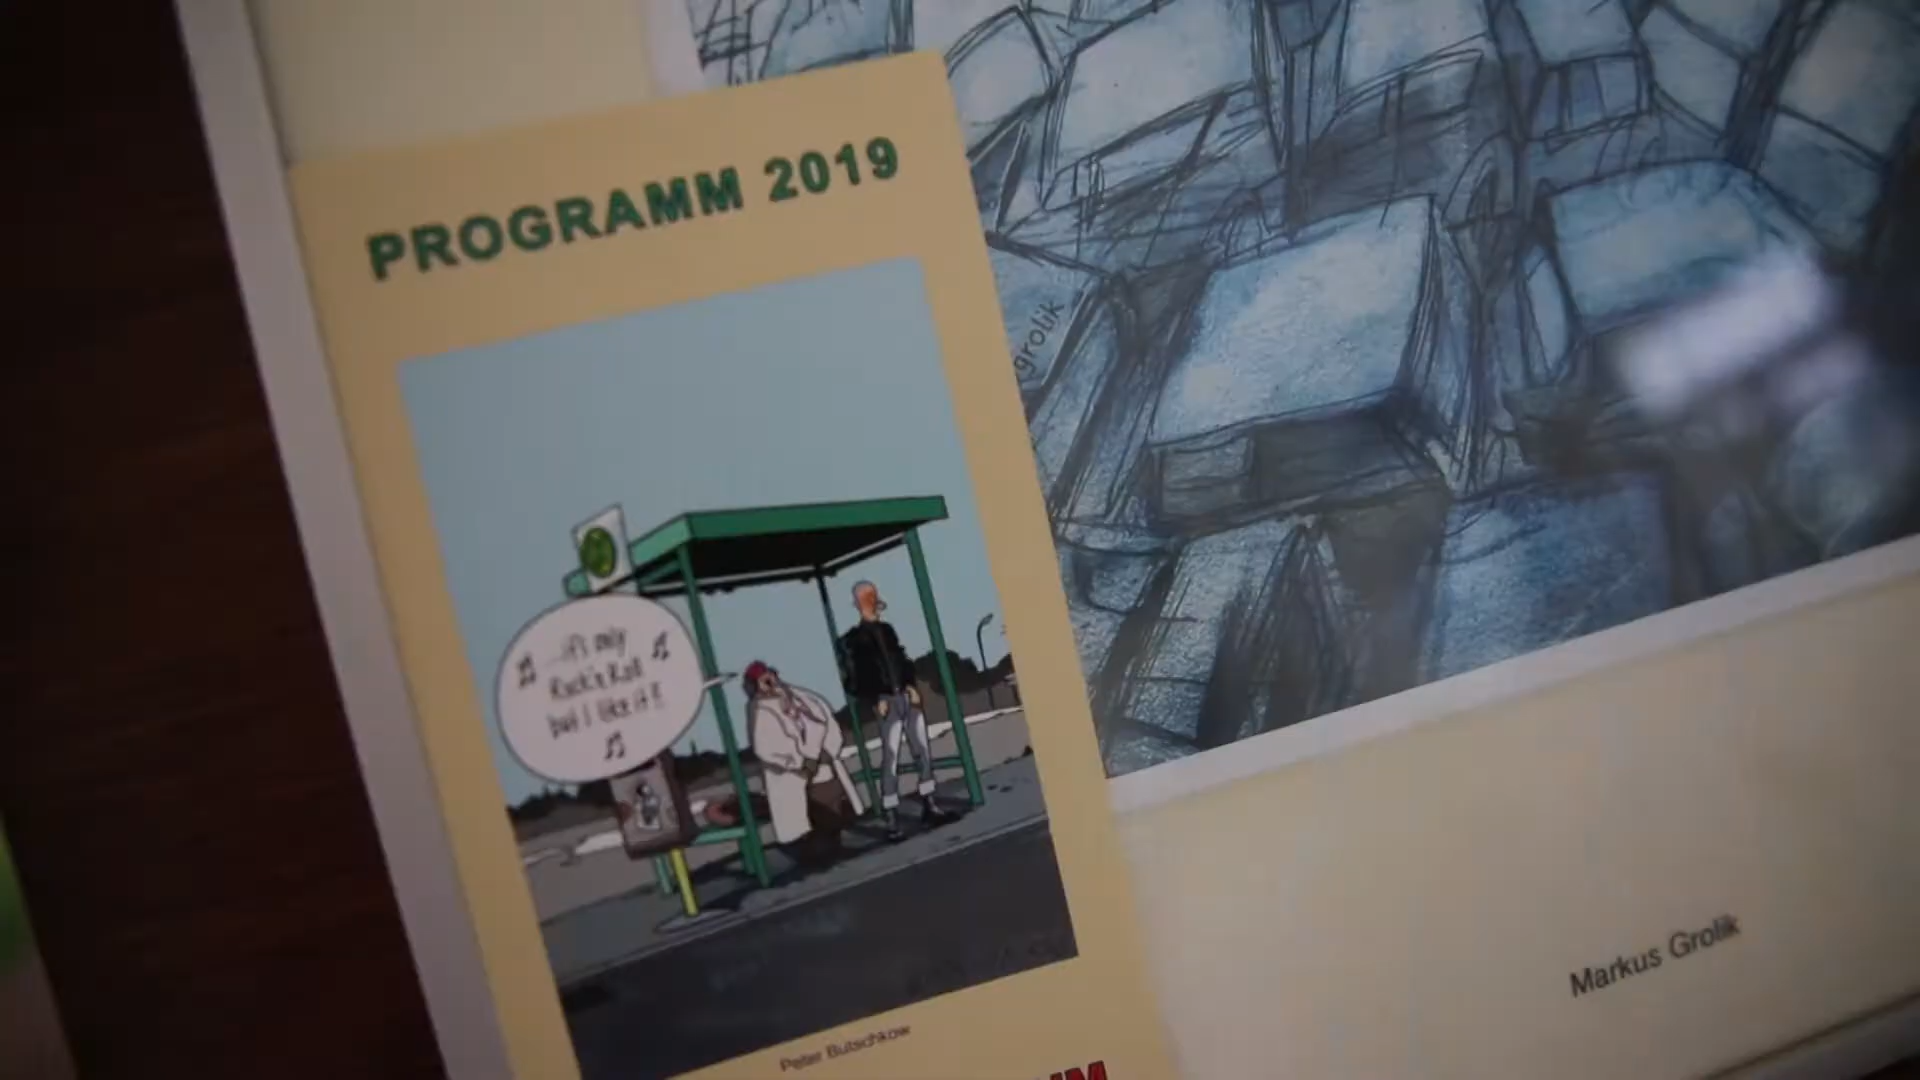 PROGRAMM 2019
grolik
...it's only
Rock'n Roll
but I like it!!
Peter Butschkow
Markus Grolik